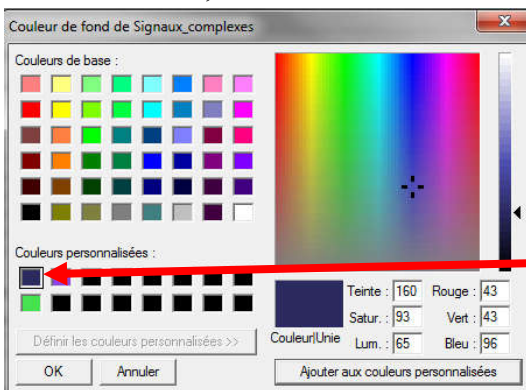 Couleur de fond de Signaux_complexes
Couleurs de base :
Couleurs personnalisées :
Définir les couleurs personnalisées >>
OK Annuler
Couleur|Unie
Teinte : 160 Rouge : 43
Satur. : 93 Vert : 43
Lum. : 65 Bleu : 96
Ajouter aux couleurs personnalisées